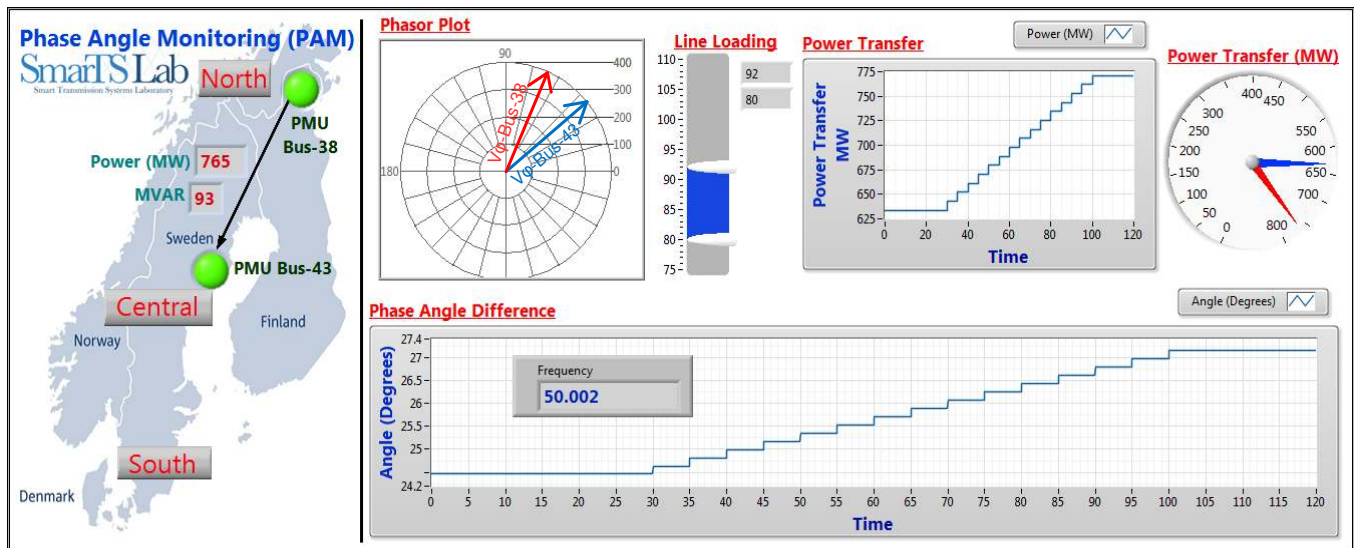 Phase Angle Monitoring (PAM)
SmarTS Lab
Smart Transmission Systems Laboratory
North
PMU
Bus-38
Power (MW) 765
MVAR 93
Sweden
PMU Bus-43
Central
Finland
Norway
South
Denmark
Phasor Plot
90
400
300
200
100
0
180
Vφ-Bus-38
Vφ-Bus-43
Line Loading
110
105
100
95
90
85
80
75
92
80
Power Transfer
Power (MW)
Power Transfer
MW
775
750
725
700
675
650
625
0 20 40 60 80 100 120
Time
Power Transfer (MW)
0
50
100
150
200
250
300
400
450
550
600
650
700
800
Phase Angle Difference
Angle (Degrees)
Angle (Degrees)
27.4
27
26.5
26
25.5
25
24.2
Frequency
50.002
0 5 10 15 20 25 30 35 40 45 50 55 60 65 70 75 80 85 90 95 100 105 110 115 120
Time